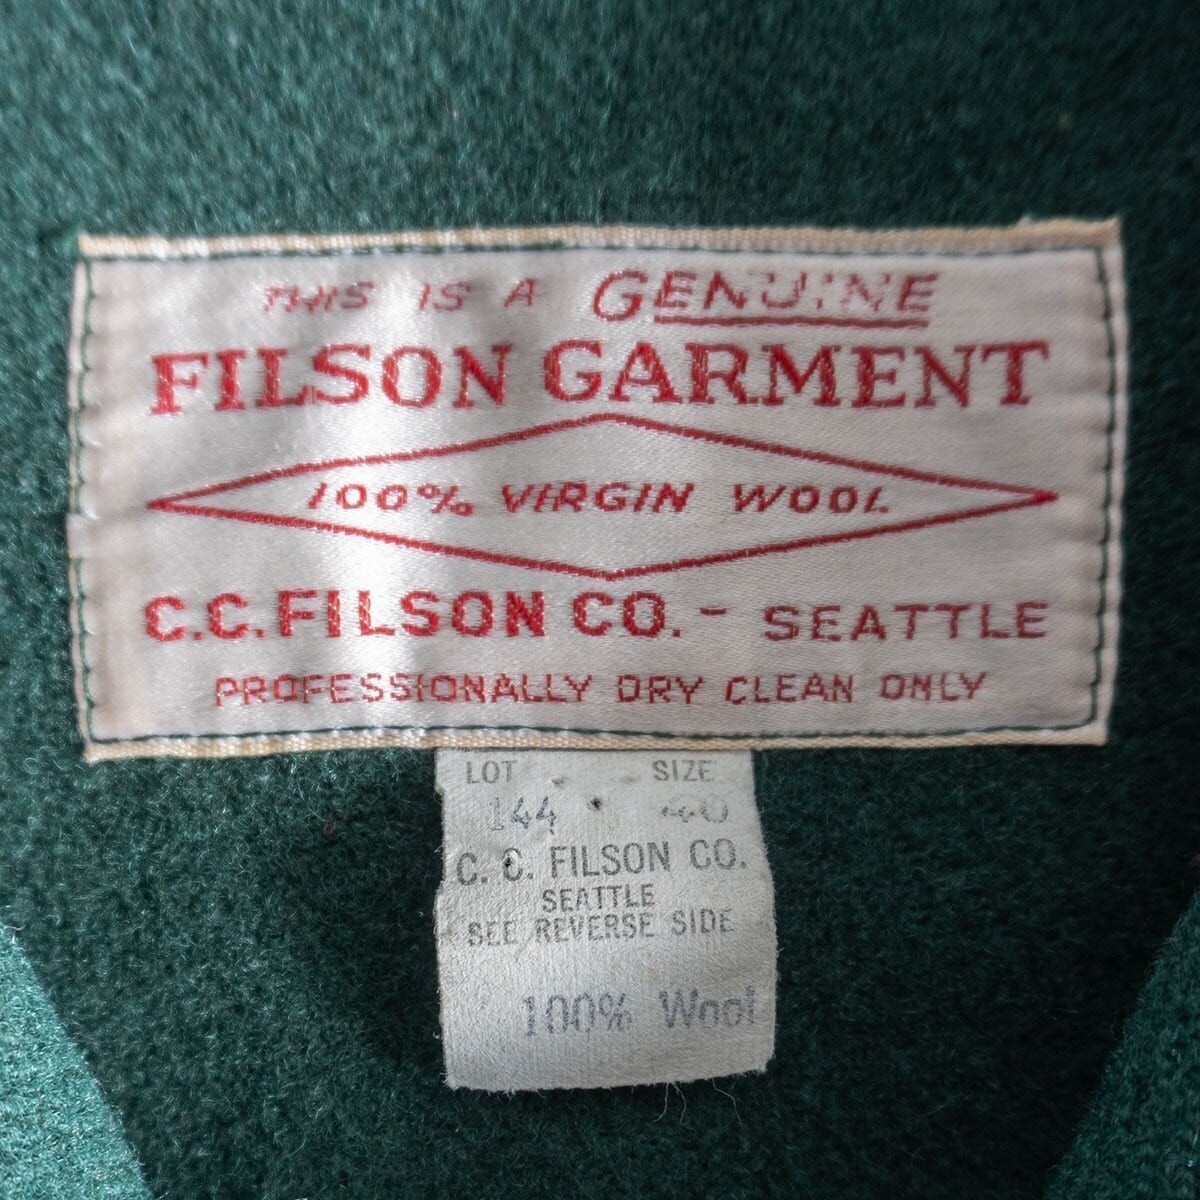 THIS IS A GENUINE
FILSON GARMENT
100% VIRGIN WOOL
C.C. FILSON CO. - SEATTLE
PROFESSIONALLY DRY CLEAN ONLY
LOT SIZE
144 40
C. C. FILSON CO.
SEATTLE
SEE REVERSE SIDE
100% Wool